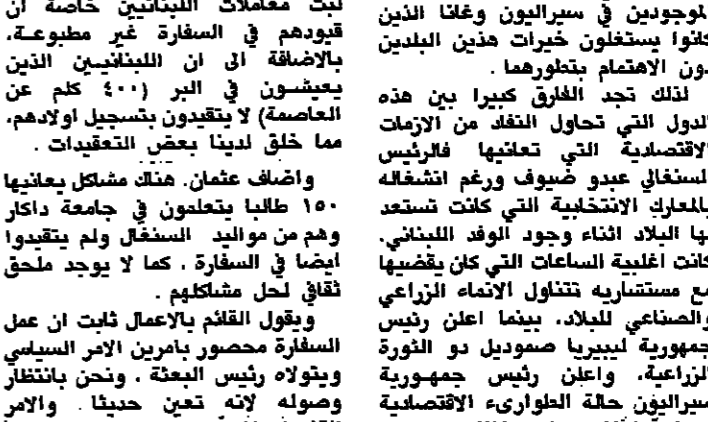 الموجودين في سيراليون وغانا الذين
كانوا يستغلون خيرات هذين البلدين
دون الاهتمام بتطورهما .
لذلك تجد الفارق كبيرا بين هذه
الدول التي تحاول النفاد من الازمات
الاقتصادية التي تعانيها فالرئيس
السنغالي عبدو ضيوف ورغم انشغاله
بالمعارك الانتخابية التي كانت تستعد
لها البلاد اثناء وجود الوفد اللبناني.
كانت اغلبية الساعات التي كان يقضيها
مع مستشاريه تتناول الانماء الزراعي
والصناعي للبلاد، بينما اعلن رئيس
جمهورية ليبيريا صموديل دو الثورة
الزراعية، واعلن رئيس جمهورية
سيراليون حالة الطوارىء الاقتصادية
لبت معاملات اللبنانيين خاصة ان
قيودهم في السفارة غير مطبوعة،
بالاضافة الى ان اللبنانيين الذين
يعيشون في البر (٤٠٠ كلم عن
العاصمة) لا يتقيدون بتسجيل اولادهم،
مما خلق لدينا بعض التعقيدات .
واضاف عثمان. هناك مشاكل يعانيها
١٥٠ طالبا يتعلمون في جامعة داكار
وهم من مواليد السنغال ولم يتقيدوا
ايضا في السفارة ، كما لا يوجد ملحق
ثقافي لحل مشاكلهم .
ويقول القائم بالاعمال ثابت ان عمل
السفارة محصور بامرين الامر السياسي
ويتولاه رئيس البعثة ، ونحن بانتظار
وصوله لانه تعين حديثا . والامر